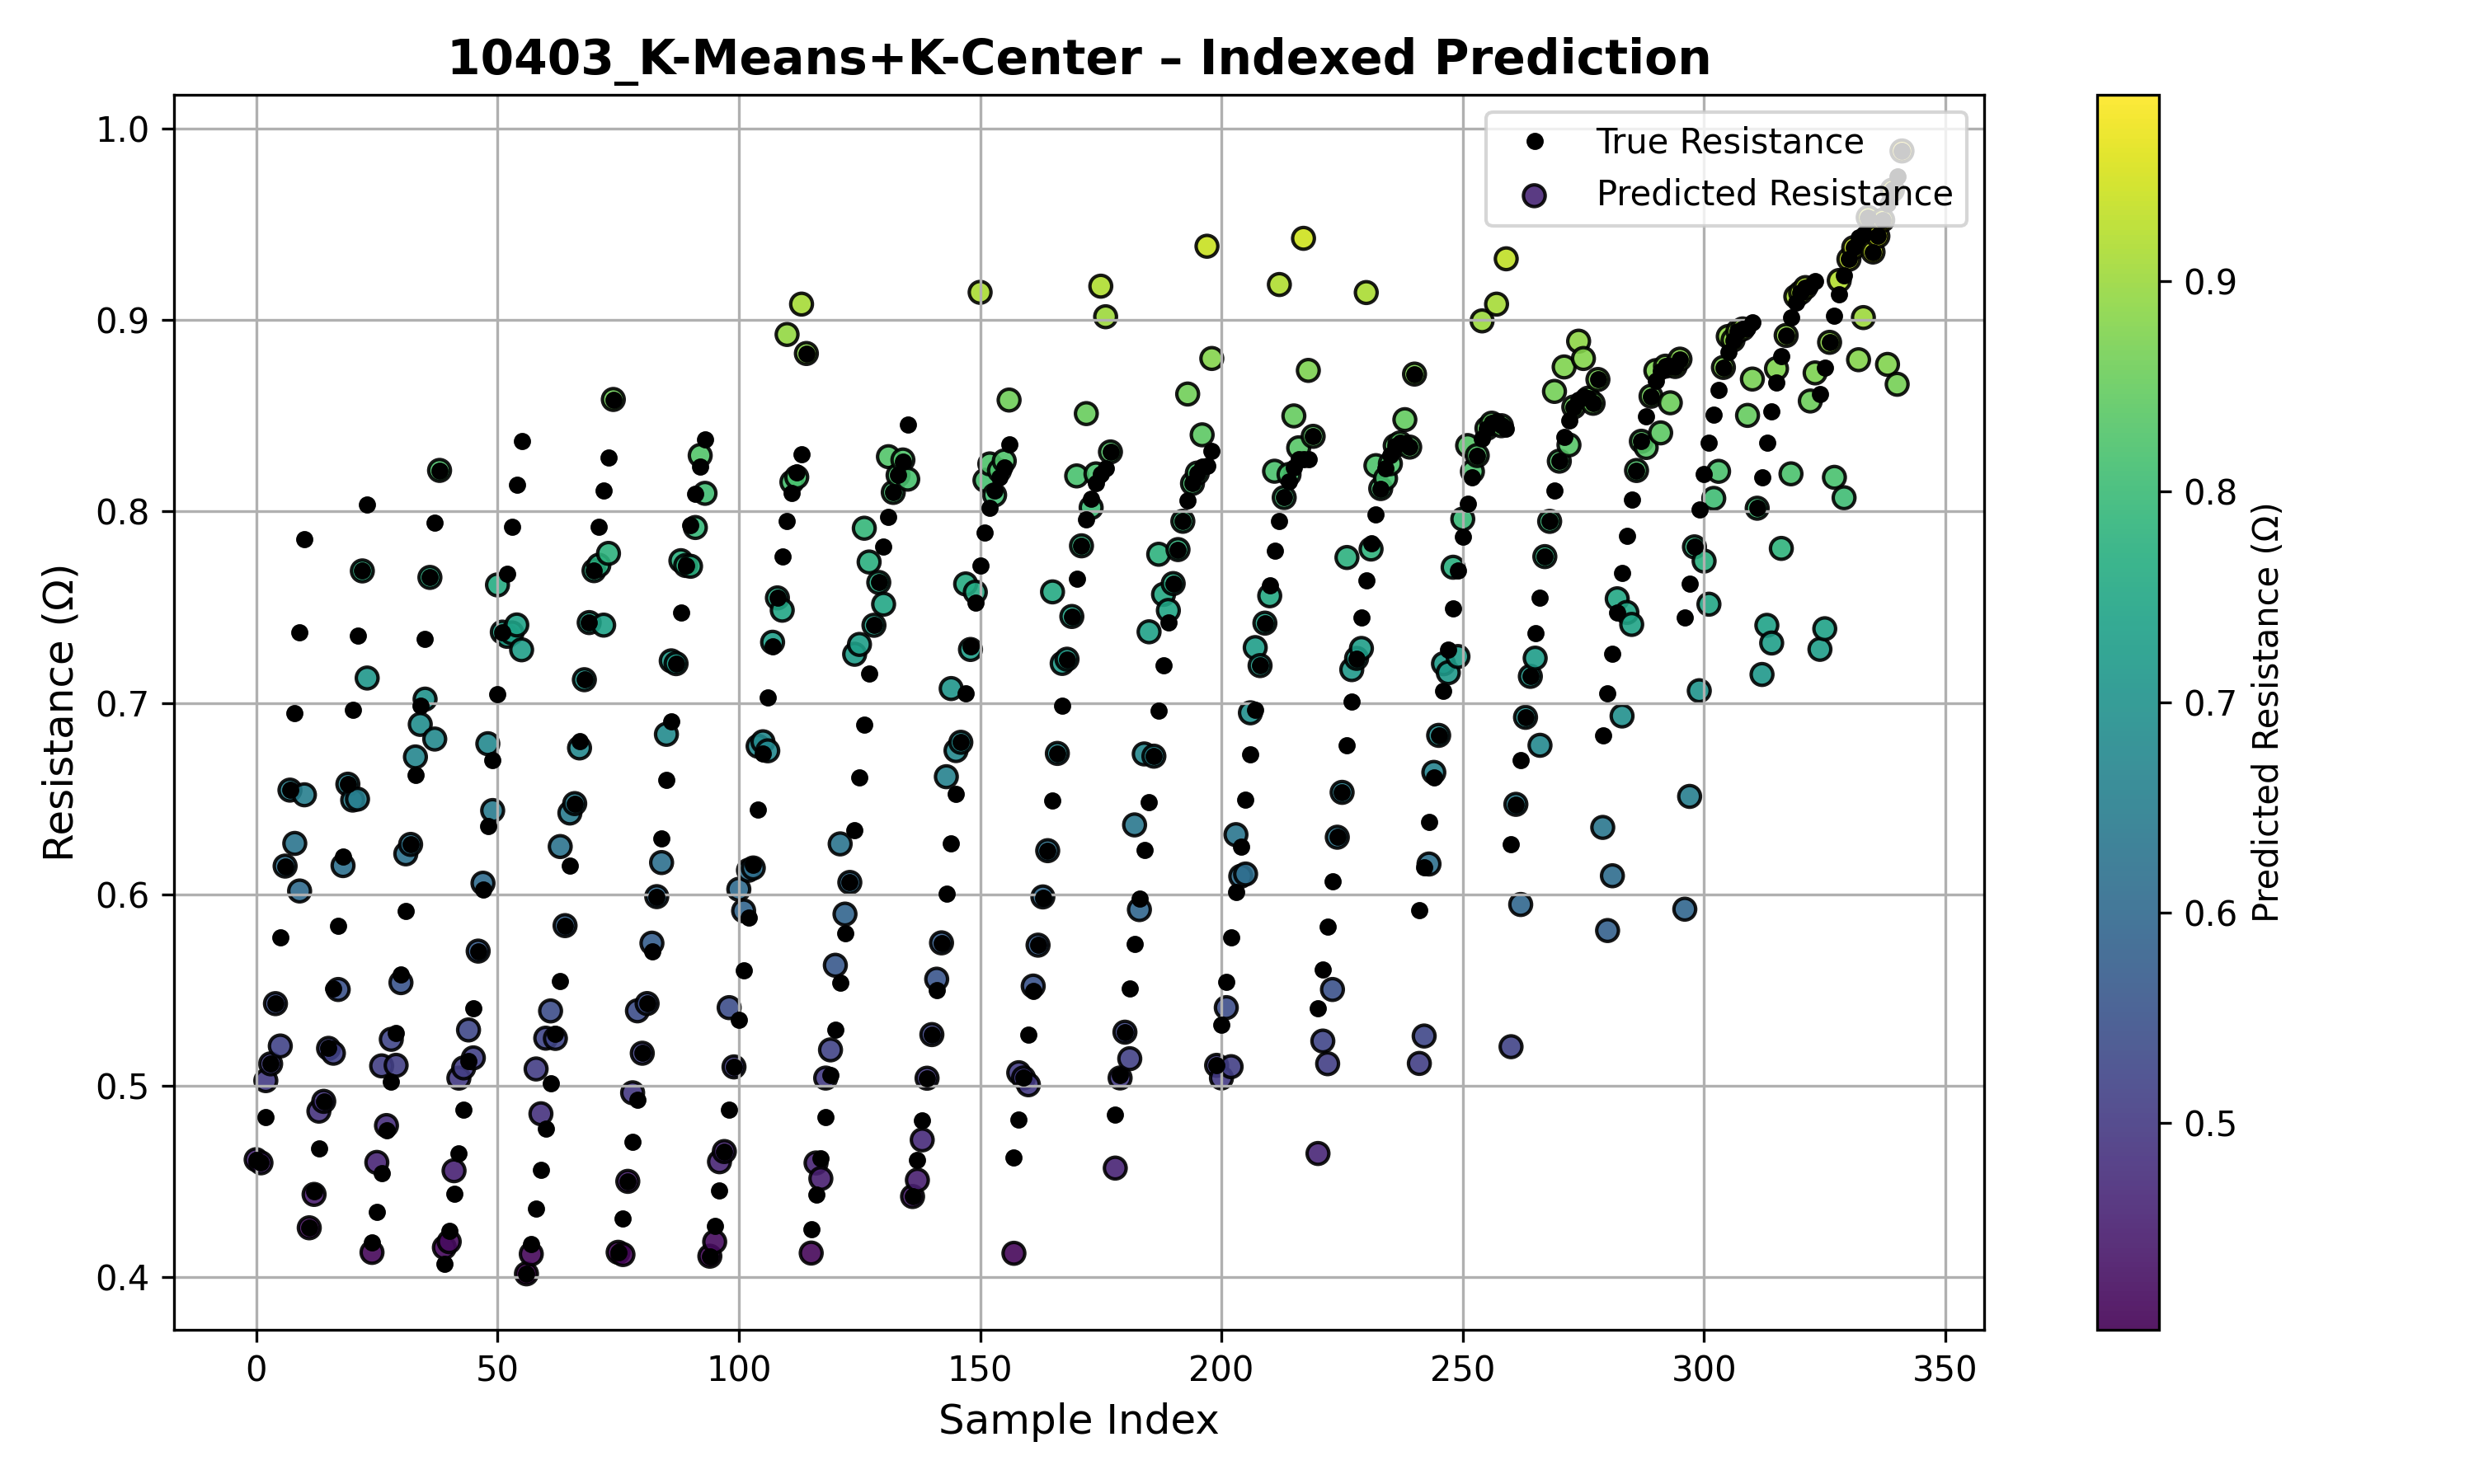 10403_K-Means+K-Center – Indexed Prediction
True Resistance
Predicted Resistance
1.0
0.9
0.8
0.7
0.6
0.5
0.4
Resistance (Ω)
0 50 100 150 200 250 300 350
Sample Index
0.9
0.8
0.7
0.6
0.5
Predicted Resistance (Ω)